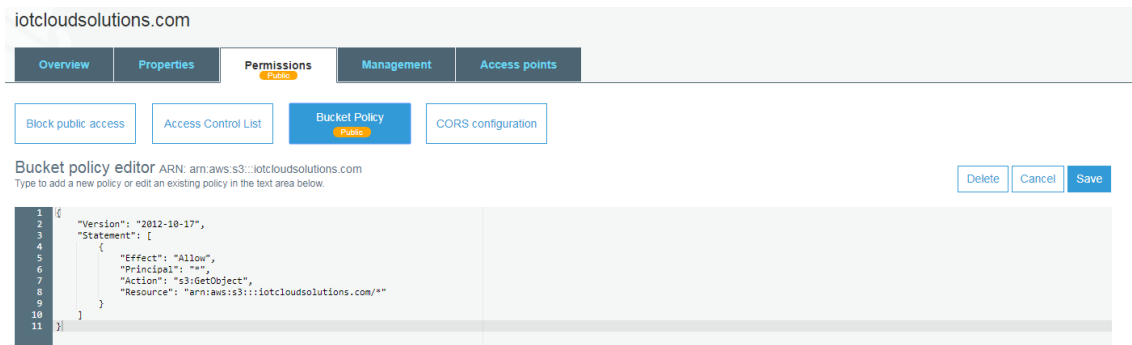 iotcloudsolutions.com
Overview Properties Permissions Management Access points
Public
Block public access Access Control List Bucket Policy CORS configuration
Public
Bucket policy editor ARN: arn:aws:s3:::iotcloudsolutions.com
Type to add a new policy or edit an existing policy in the text area below.
Delete Cancel Save
1 {
2 "Version": "2012-10-17",
3 "Statement": [
4 {
5 "Effect": "Allow",
6 "Principal": "*",
7 "Action": "s3:GetObject",
8 "Resource": "arn:aws:s3:::iotcloudsolutions.com/*"
9 }
10 ]
11 }